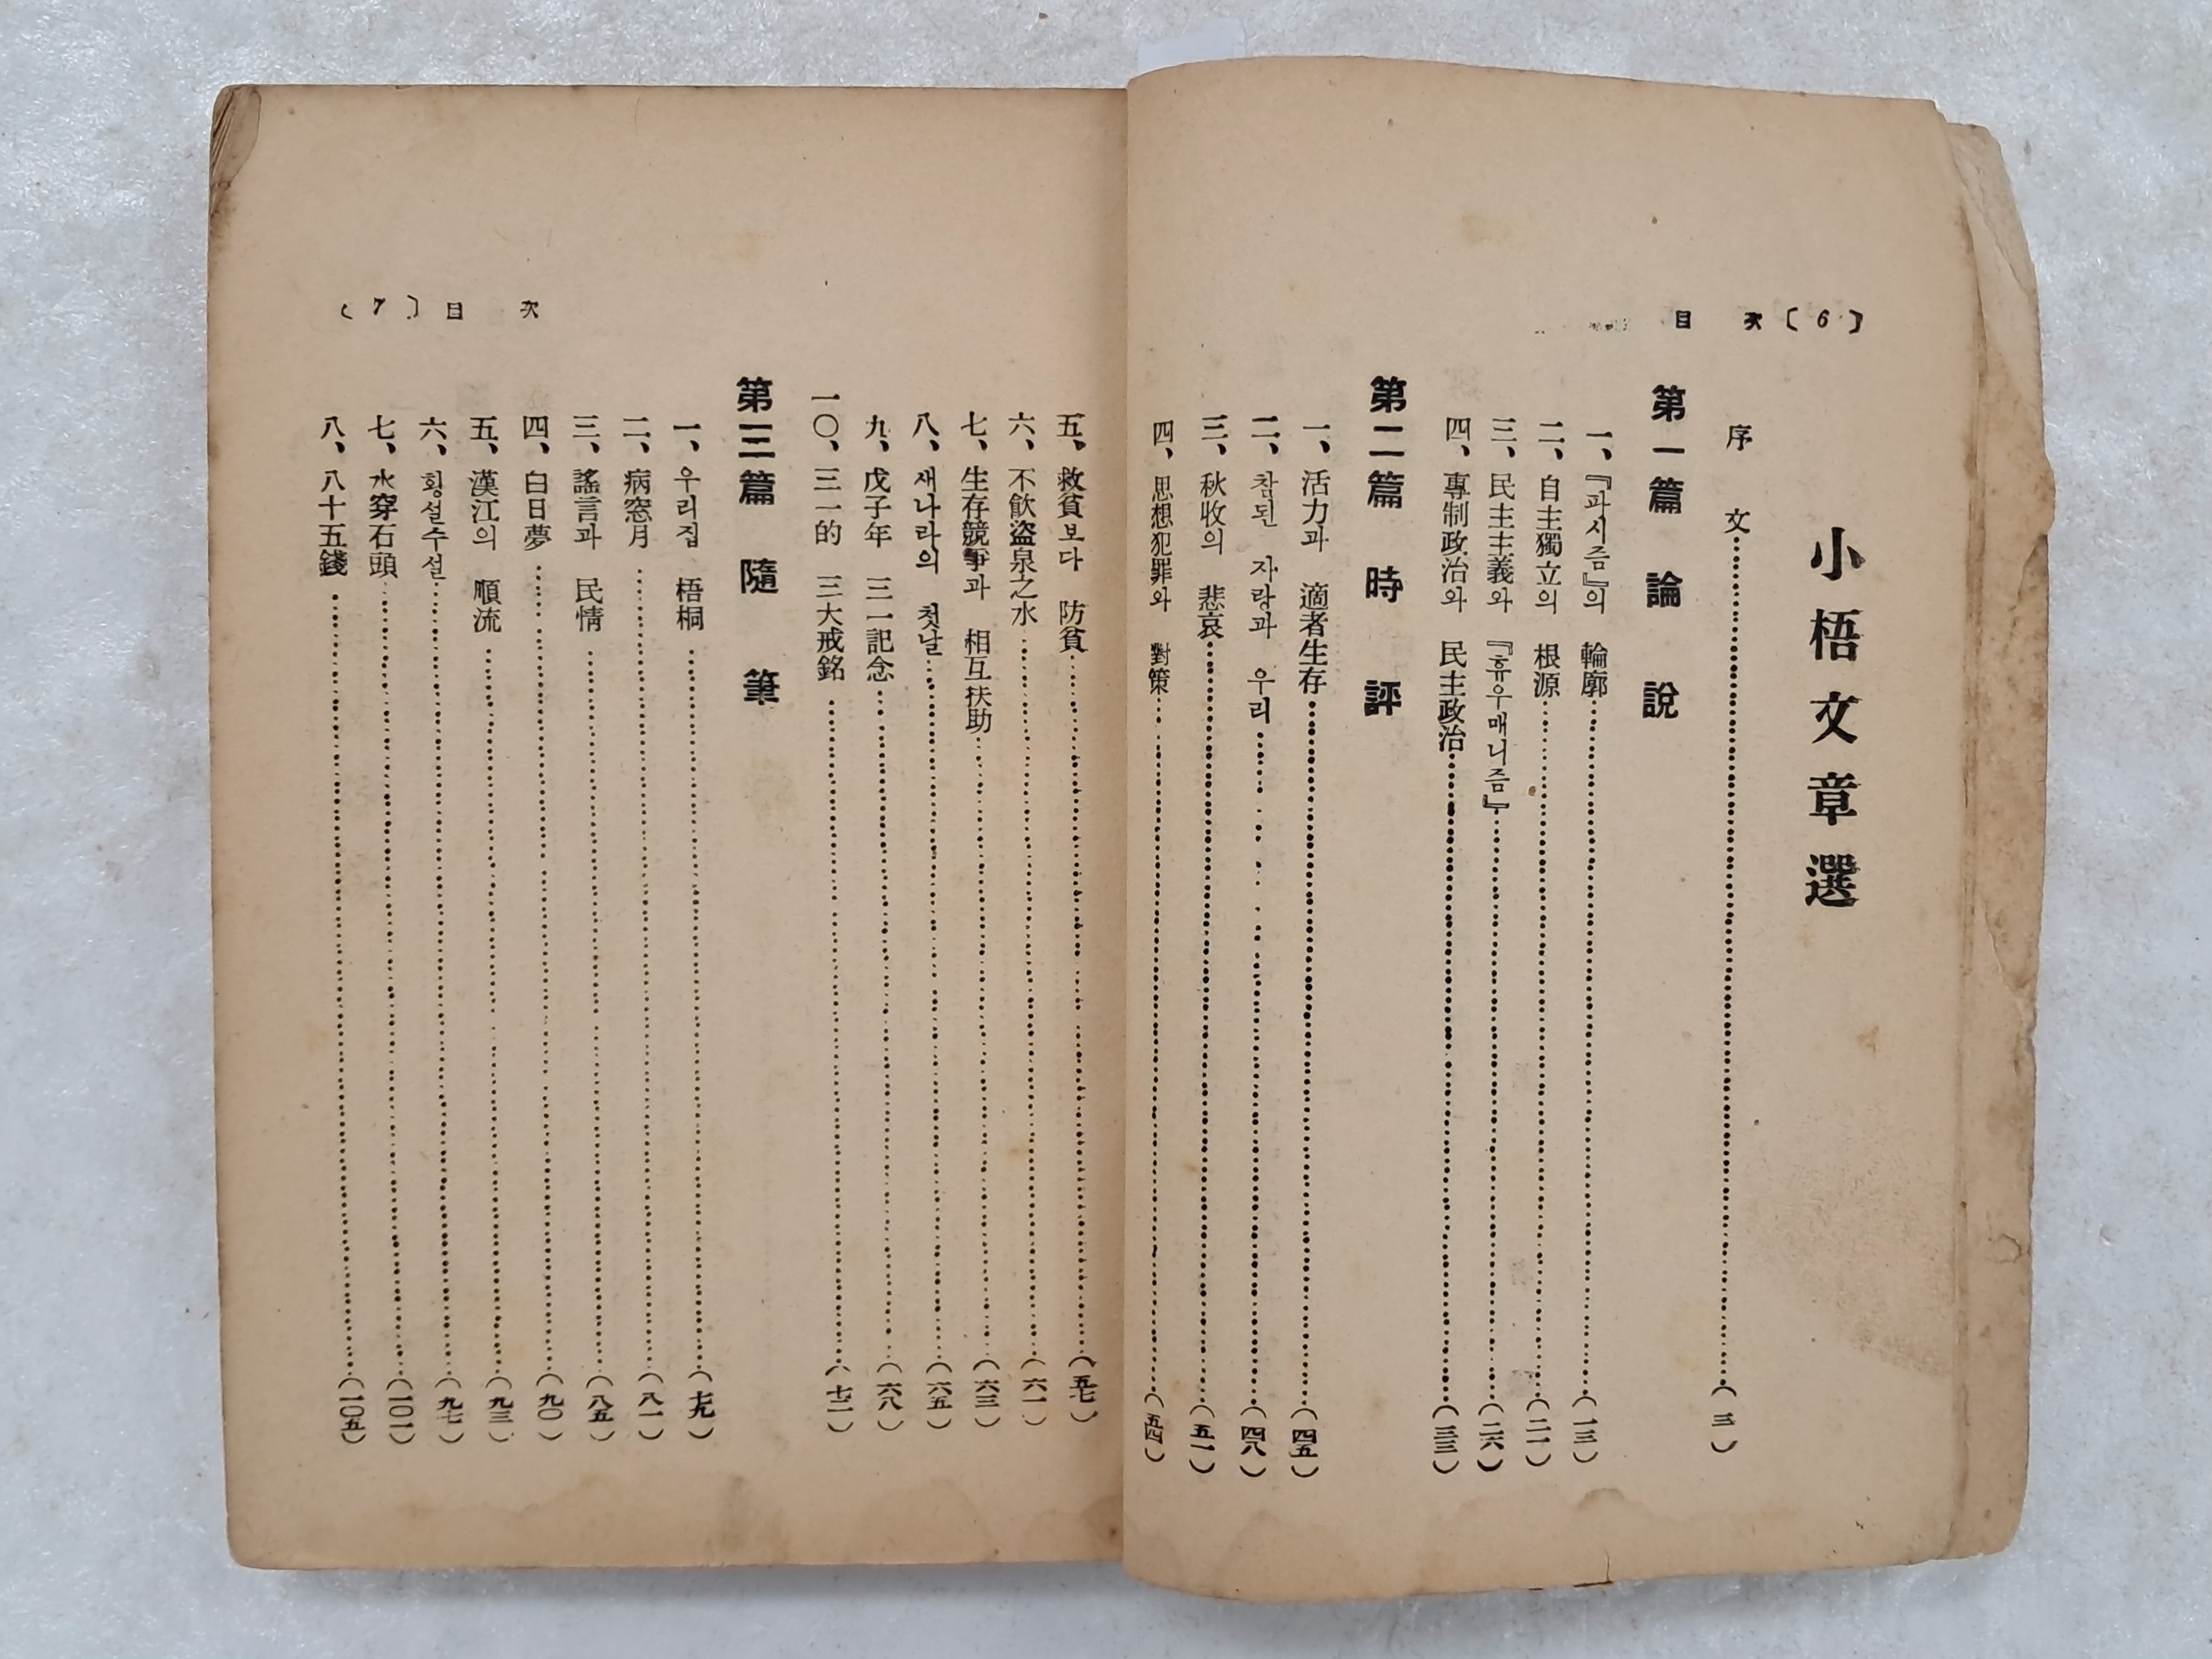 目次〔6〕
小梧文章選
序文…………(三)
第一篇 論說
一、『과시즘』의 輪廓…………(一三)
二、自主獨立의 根源…………(二一)
三、民主主義와 『휴우매니즘』…………(二六)
四、專制政治와 民主政治…………(三三)
第二篇 時評
一、活力과 適者生存…………(四五)
二、참된 자랑과 우리…………(四八)
三、秋收의 悲哀…………(五一)
四、思想犯罪와 對策…………(五四)
〔7〕目次
五、救貧보다 防貧…………(五七)
六、不飮盜泉之水…………(六一)
七、生存競爭과 相互扶助…………(六三)
八、새나라의 첫날…………(六五)
九、戊子年 三一記念…………(六八)
一〇、三一的 三大戒銘…………(七二)
第三篇 隨筆
一、우리집 梧桐…………(七九)
二、病窓月…………(八一)
三、謠言과 民情…………(八五)
四、白日夢…………(九〇)
五、漢江의 順流…………(九三)
六、횡설수설…………(九七)
七、水穿石頭…………(一〇一)
八、八十五錢…………(一〇五)